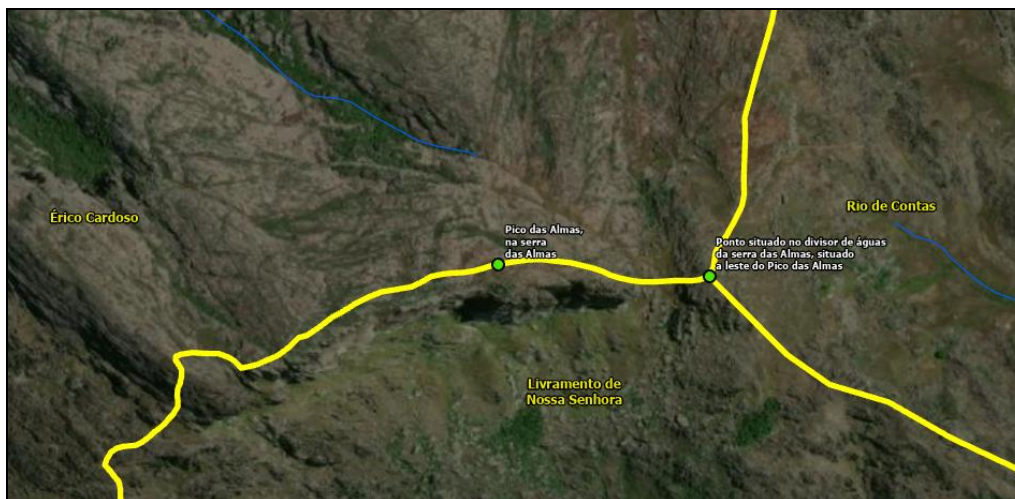 Érico Cardoso
Pico das Almas,
na serra
das Almas
Rio de Contas
Ponto situado no divisor de águas
da serra das Almas, situado
a leste do Pico das Almas
Livramento de
Nossa Senhora